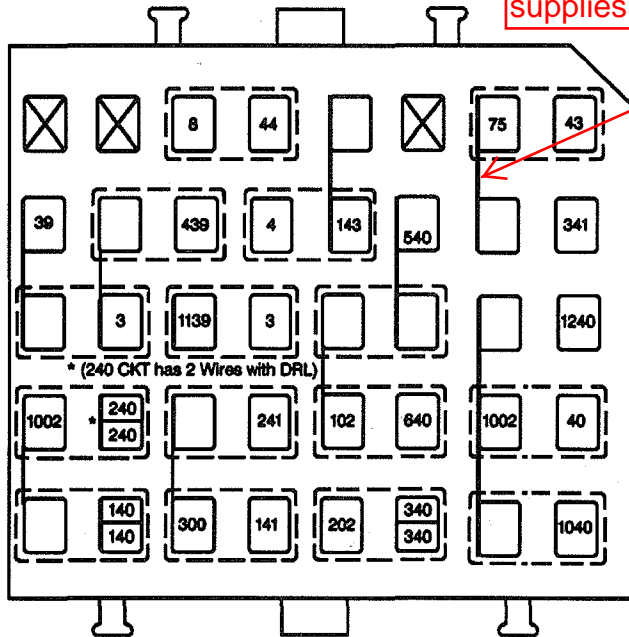 supplies
8 44 75 43
39 439 4 143 540 341
3 1139 3 1240
* (240 CKT has 2 Wires with DRL)
1002 * 240 241 102 640 1002 40
240
140 340
300 141 202 1040
140 340